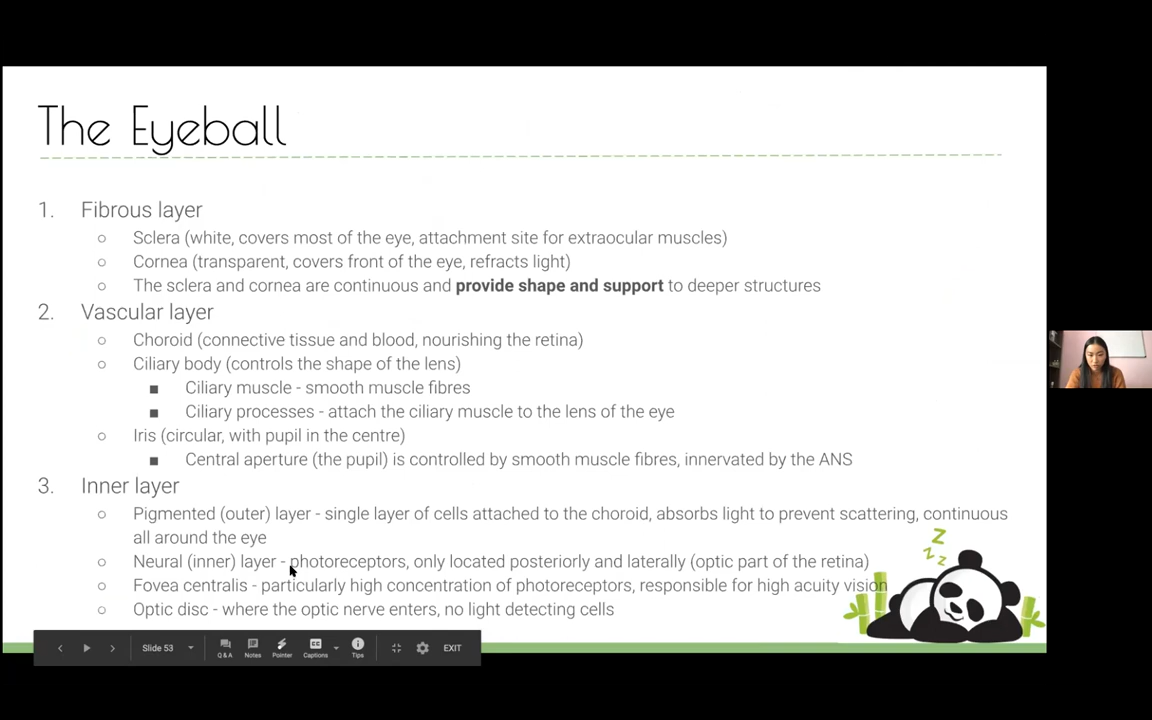 The Eyeball
1. Fibrous layer
○ Sclera (white, covers most of the eye, attachment site for extraocular muscles)
○ Cornea (transparent, covers front of the eye, refracts light)
○ The sclera and cornea are continuous and provide shape and support to deeper structures
2. Vascular layer
○ Choroid (connective tissue and blood, nourishing the retina)
○ Ciliary body (controls the shape of the lens)
■ Ciliary muscle - smooth muscle fibres
■ Ciliary processes - attach the ciliary muscle to the lens of the eye
○ Iris (circular, with pupil in the centre)
■ Central aperture (the pupil) is controlled by smooth muscle fibres, innervated by the ANS
3. Inner layer
○ Pigmented (outer) layer - single layer of cells attached to the choroid, absorbs light to prevent scattering, continuous
all around the eye
○ Neural (inner) layer - photoreceptors, only located posteriorly and laterally (optic part of the retina)
○ Fovea centralis - particularly high concentration of photoreceptors, responsible for high acuity vision
○ Optic disc - where the optic nerve enters, no light detecting cells
Z
Z
Z
Slide 53 Q & A Notes Pointer CC Captions Tips EXIT